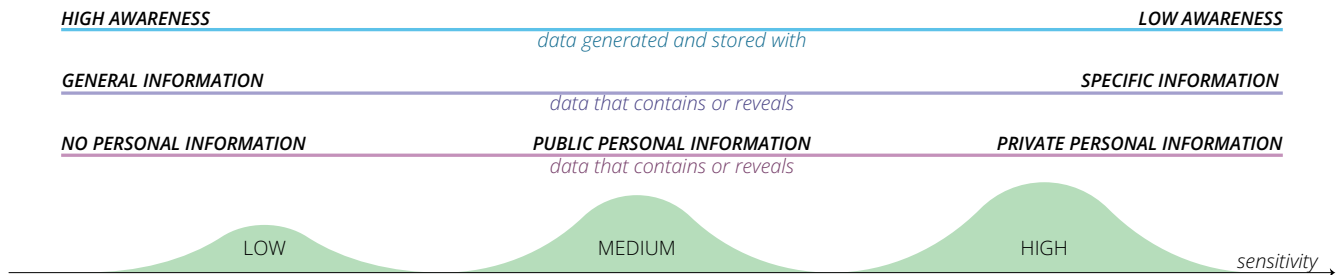 HIGH AWARENESS LOW AWARENESS
data generated and stored with
GENERAL INFORMATION SPECIFIC INFORMATION
data that contains or reveals
NO PERSONAL INFORMATION PUBLIC PERSONAL INFORMATION PRIVATE PERSONAL INFORMATION
data that contains or reveals
LOW MEDIUM HIGH
sensitivity